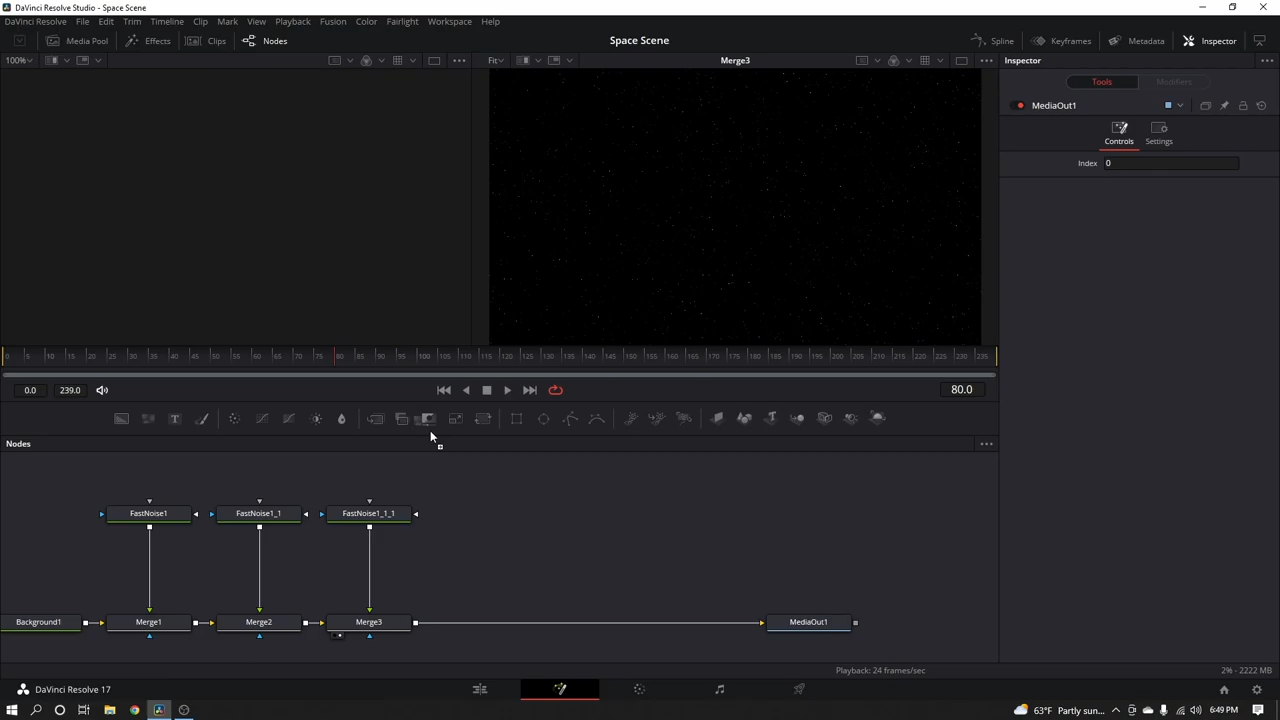 DaVinci Resolve Studio - Space Scene
DaVinci Resolve File Edit Trim Timeline Clip Mark View Playback Fusion Color Fairlight Workspace Help
Media Pool Effects Clips Nodes Space Scene Spline Keyframes Metadata Inspector
100% Fit Merge3 Inspector
Tools Modifiers
MediaOut1
Controls Settings
Index 0
0 5 10 15 20 25 30 35 40 45 50 55 60 65 70 75 80 85 90 95 100 105 110 115 120 125 130 135 140 145 150 155 160 165 170 175 180 185 190 195 200 205 210 215 220 225 230 235
0.0 239.0 80.0
Nodes
FastNoise1 FastNoise1_1 FastNoise1_1_1
Background1 Merge1 Merge2 Merge3 MediaOut1
Playback: 24 frames/sec 2% - 2222 MB
DaVinci Resolve 17
63°F Partly sun... 6:49 PM